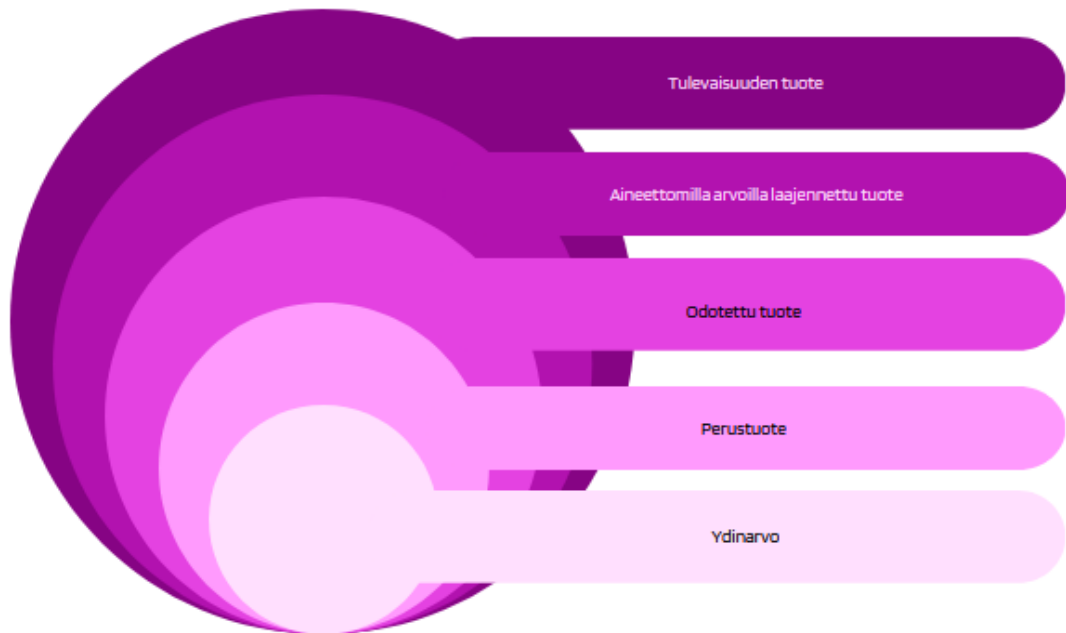 Tulevaisuuden tuote
Aineettomilla arvoilla laajennettu tuote
Odotettu tuote
Perustuote
Ydinarvo